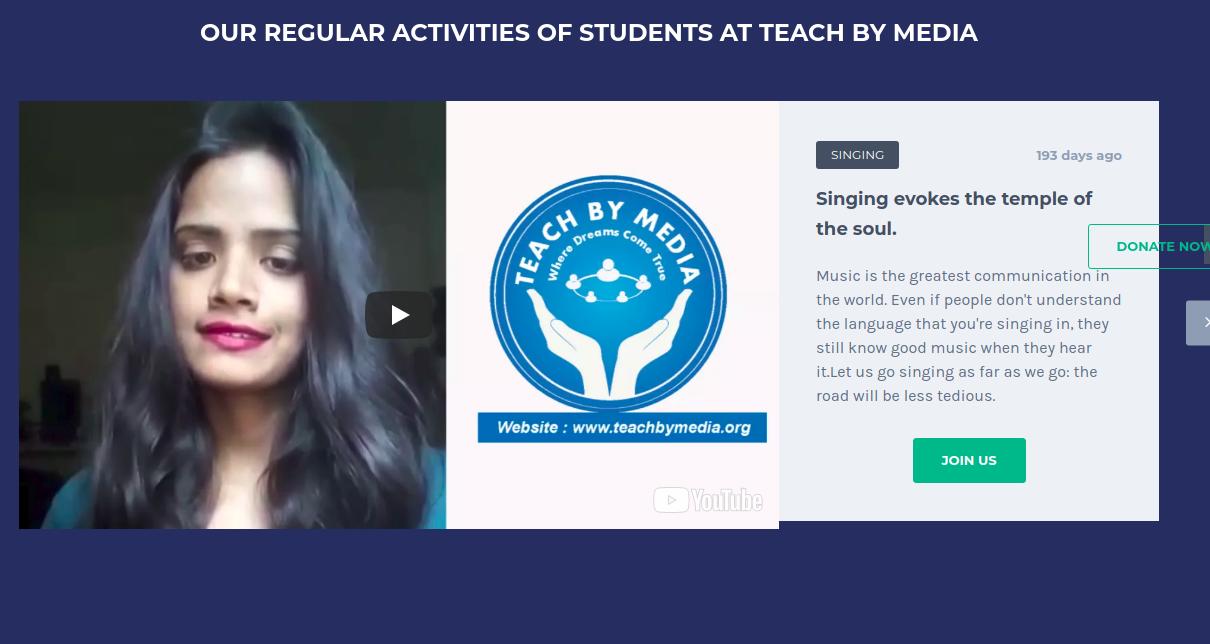 OUR REGULAR ACTIVITIES OF STUDENTS AT TEACH BY MEDIA
TEACH BY MEDIA
Where Dreams Come True
Website : www.teachbymedia.org
YouTube
SINGING
193 days ago
Singing evokes the temple of
the soul.
DONATE NOW
Music is the greatest communication in
the world. Even if people don't understand
the language that you're singing in, they
still know good music when they hear
it.Let us go singing as far as we go: the
road will be less tedious.
JOIN US